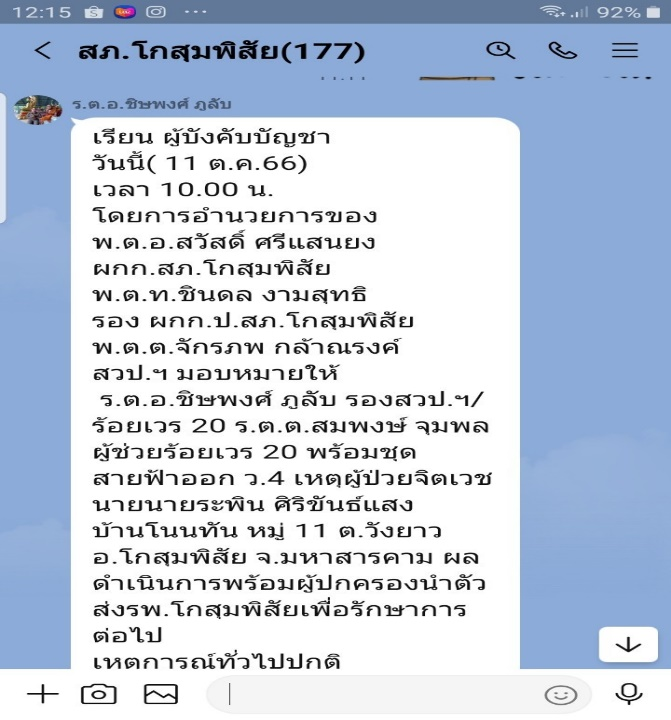 12:15 92%
สภ.โกสุมพิสัย(177)
ร.ต.อ.ชิษพงศ์ ภูลับ
เรียน ผู้บังคับบัญชา
วันนี้( 11 ต.ค.66)
เวลา 10.00 น.
โดยการอำนวยการของ
พ.ต.อ.สวัสดิ์ ศรีแสนยง
ผกก.สภ.โกสุมพิสัย
พ.ต.ท.ชินดล งามสุทธิ
รอง ผกก.ป.สภ.โกสุมพิสัย
พ.ต.ต.จักรภพ กล้าณรงค์
สวป.ฯ มอบหมายให้
ร.ต.อ.ชิษพงศ์ ภูลับ รองสวป.ฯ/
ร้อยเวร 20 ร.ต.ต.สมพงษ์ จุมพล
ผู้ช่วยร้อยเวร 20 พร้อมชุด
สายฟ้าออก ว.4 เหตุผู้ป่วยจิตเวช
นายนายระพิน ศิริขันธ์แสง
บ้านโนนทัน หมู่ 11 ต.วังยาว
อ.โกสุมพิสัย จ.มหาสารคาม ผล
ดำเนินการพร้อมผู้ปกครองนำตัว
ส่งรพ.โกสุมพิสัยเพื่อรักษาการ
ต่อไป
เหตุการณ์ทั่วไปปกติ